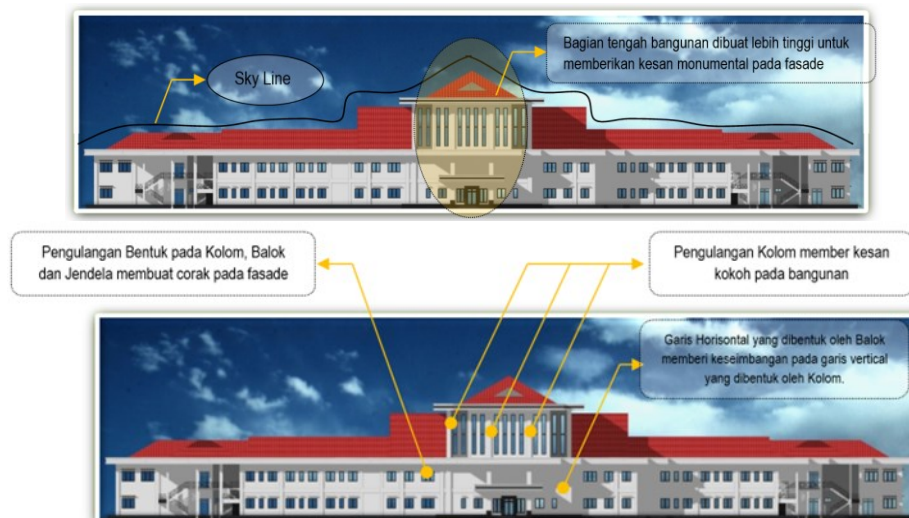 Sky Line
Bagian tengah bangunan dibuat lebih tinggi untuk
memberikan kesan monumental pada fasade
Pengulangan Bentuk pada Kolom, Balok
dan Jendela membuat corak pada fasade
Pengulangan Kolom member kesan
kokoh pada bangunan
Garis Horisontal yang dibentuk oleh Balok
memberi keseimbangan pada garis vertical
yang dibentuk oleh Kolom.